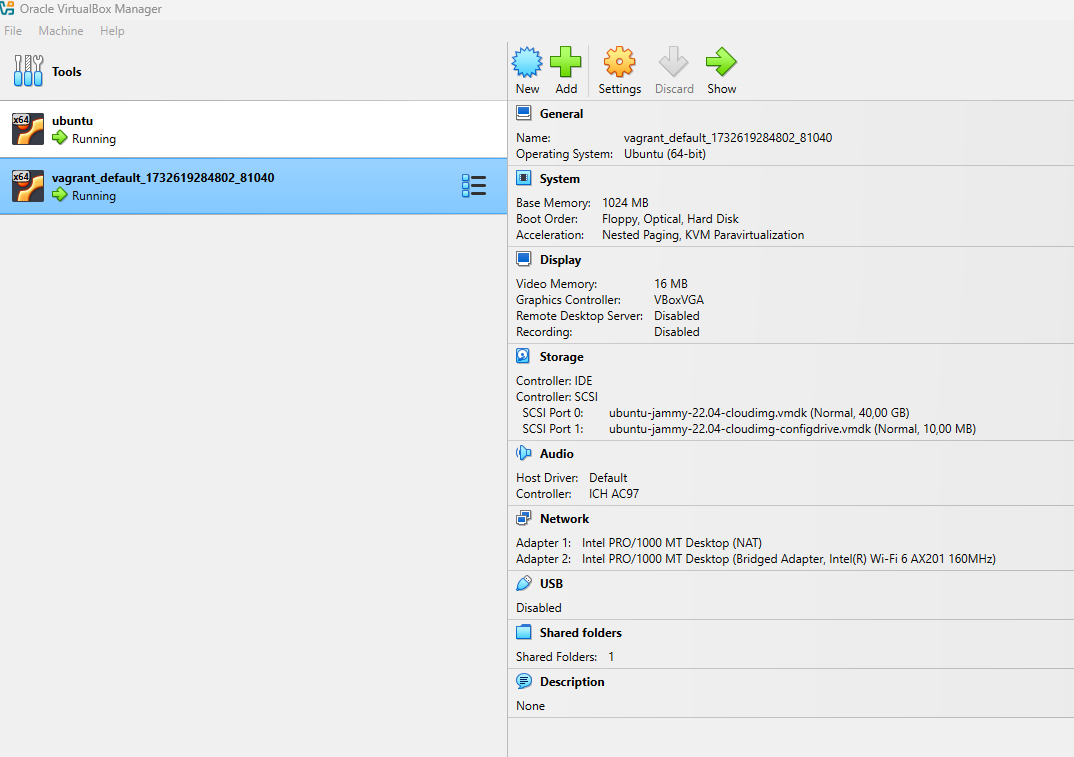 Oracle VirtualBox Manager
File Machine Help
Tools
x64
ubuntu
Running
x64
vagrant_default_1732619284802_81040
Running
New Add Settings Discard Show
General
Name: vagrant_default_1732619284802_81040
Operating System: Ubuntu (64-bit)
System
Base Memory: 1024 MB
Boot Order: Floppy, Optical, Hard Disk
Acceleration: Nested Paging, KVM Paravirtualization
Display
Video Memory: 16 MB
Graphics Controller: VBoxVGA
Remote Desktop Server: Disabled
Recording: Disabled
Storage
Controller: IDE
Controller: SCSI
SCSI Port 0: ubuntu-jammy-22.04-cloudimg.vmdk (Normal, 40,00 GB)
SCSI Port 1: ubuntu-jammy-22.04-cloudimg-configdrive.vmdk (Normal, 10,00 MB)
Audio
Host Driver: Default
Controller: ICH AC97
Network
Adapter 1: Intel PRO/1000 MT Desktop (NAT)
Adapter 2: Intel PRO/1000 MT Desktop (Bridged Adapter, Intel(R) Wi-Fi 6 AX201 160MHz)
USB
Disabled
Shared folders
Shared Folders: 1
Description
None